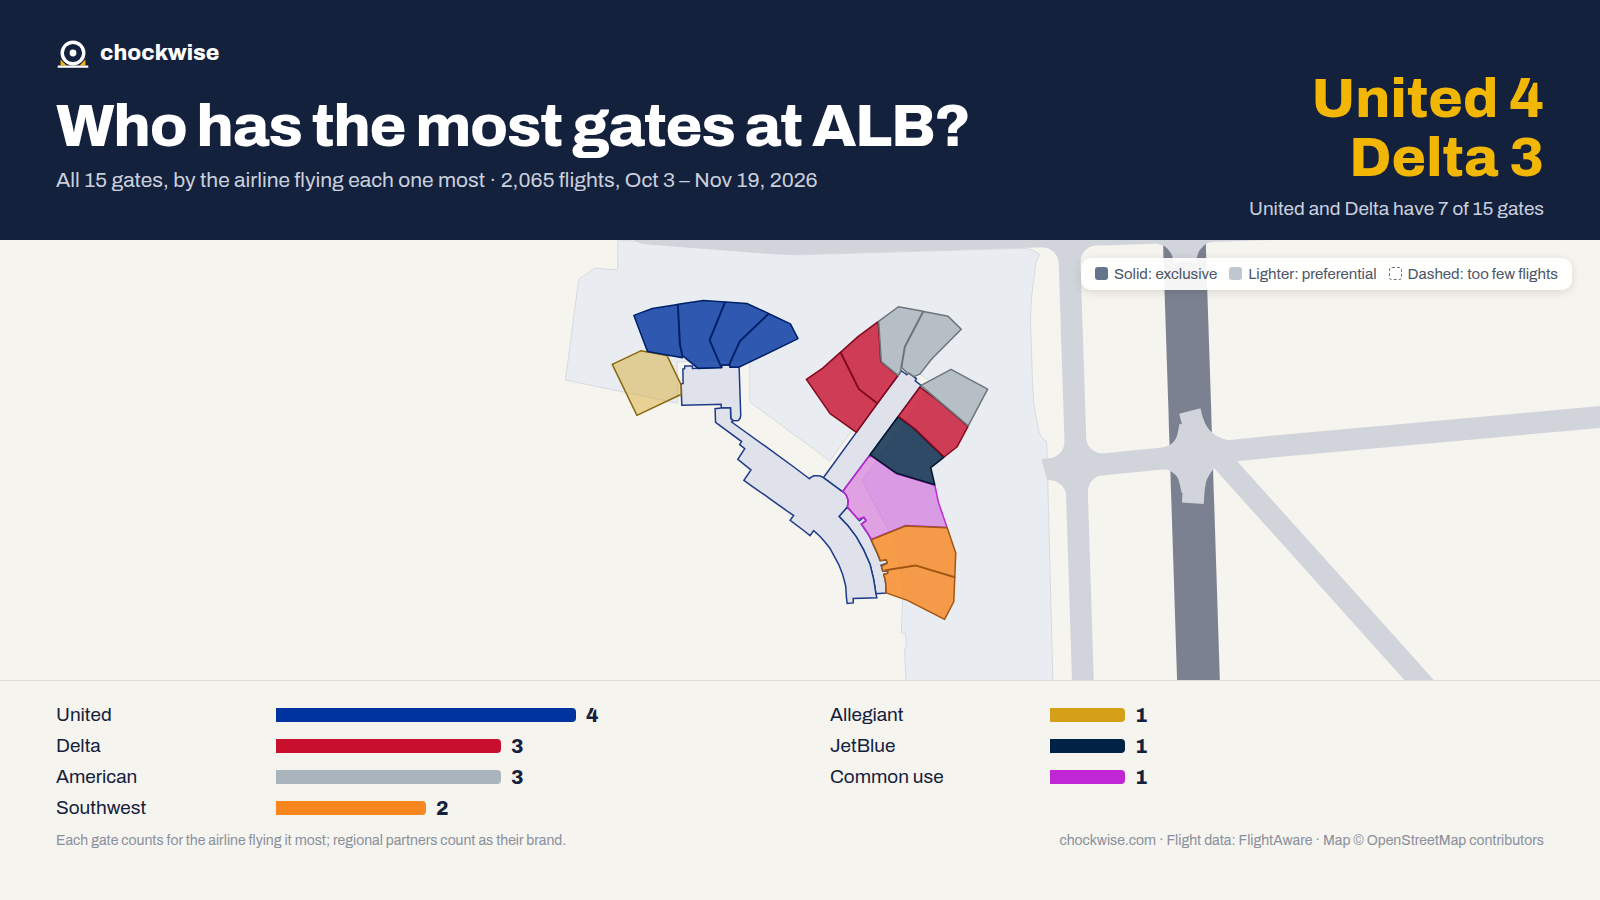 chockwise
Who has the most gates at ALB?
All 15 gates, by the airline flying each one most · 2,065 flights, Oct 3 – Nov 19, 2026
United 4
Delta 3
United and Delta have 7 of 15 gates
Solid: exclusive Lighter: preferential Dashed: too few flights
United 4
Delta 3
American 3
Southwest 2
Allegiant 1
JetBlue 1
Common use 1
Each gate counts for the airline flying it most; regional partners count as their brand.
chockwise.com · Flight data: FlightAware · Map © OpenStreetMap contributors